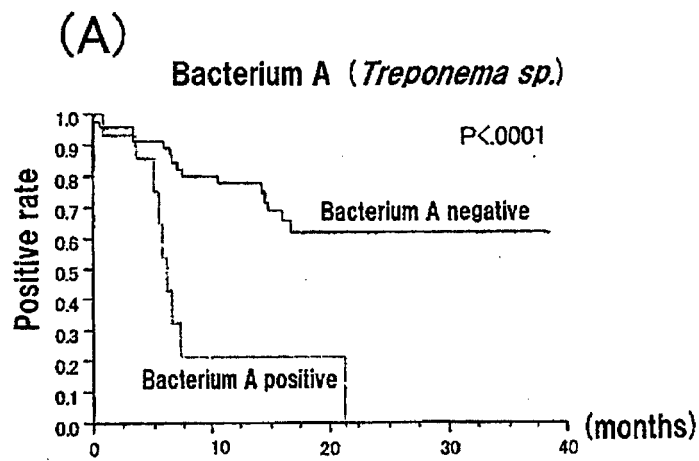 (A)
Bacterium A (Treponema sp.)
P<.0001
Positive rate
1.0
0.9
0.8
0.7
0.6
0.5
0.4
0.3
0.2
0.1
0.0
Bacterium A negative
Bacterium A positive
0 10 20 30 40 (months)